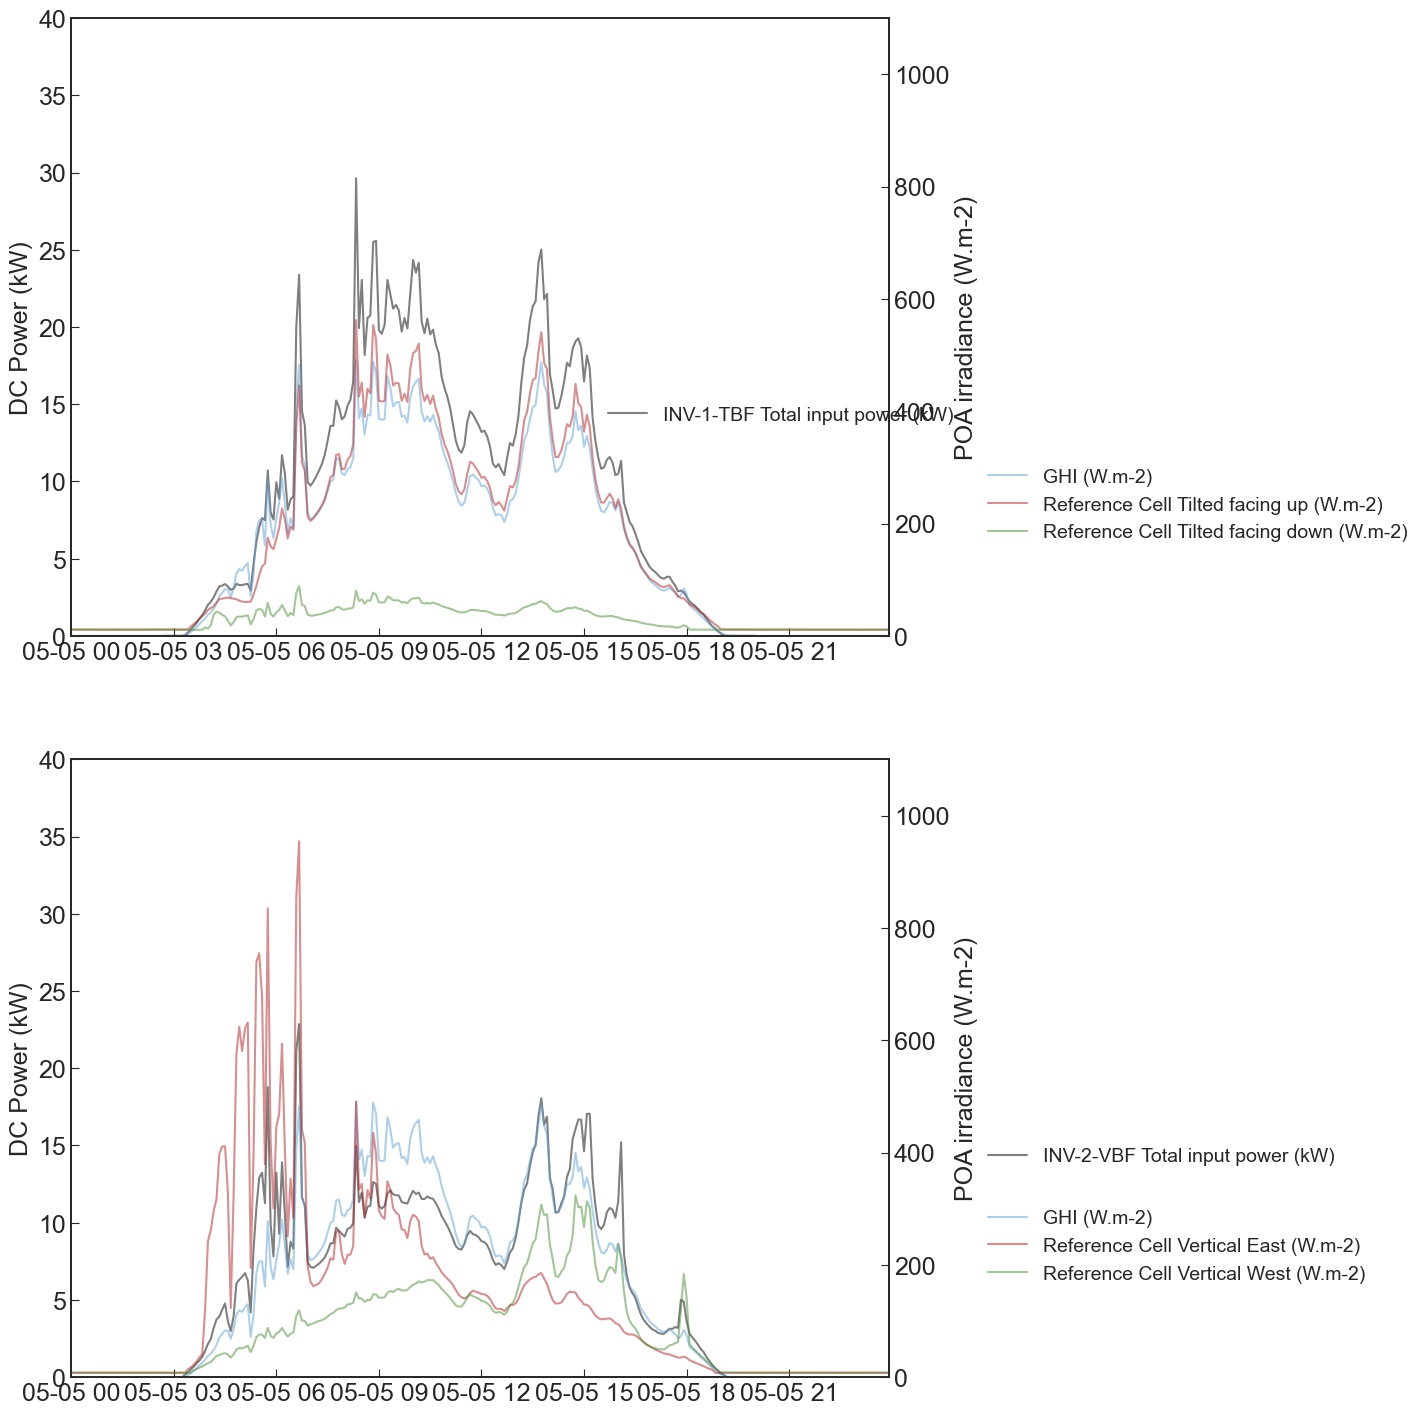 40
35
30
25
20
15
10
5
0
DC Power (kW)
1000
800
600
400
200
0
POA irradiance (W.m-2)
INV-1-TBF Total input power (kW)
GHI (W.m-2)
Reference Cell Tilted facing up (W.m-2)
Reference Cell Tilted facing down (W.m-2)
05-05 00 05-05 03 05-05 06 05-05 09 05-05 12 05-05 15 05-05 18 05-05 21
40
35
30
25
20
15
10
5
0
DC Power (kW)
1000
800
600
400
200
0
POA irradiance (W.m-2)
INV-2-VBF Total input power (kW)
GHI (W.m-2)
Reference Cell Vertical East (W.m-2)
Reference Cell Vertical West (W.m-2)
05-05 00 05-05 03 05-05 06 05-05 09 05-05 12 05-05 15 05-05 18 05-05 21